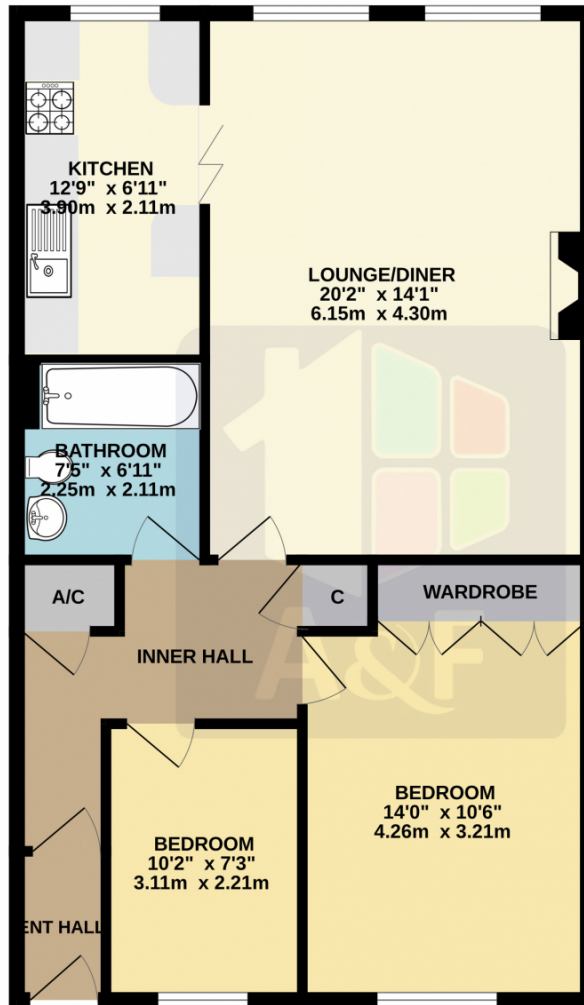 KITCHEN
12'9" x 6'11"
3.90m x 2.11m
LOUNGE/DINER
20'2" x 14'1"
6.15m x 4.30m
BATHROOM
7'5" x 6'11"
2.25m x 2.11m
A/C
C
WARDROBE
INNER HALL
A&F
BEDROOM
14'0" x 10'6"
4.26m x 3.21m
BEDROOM
10'2" x 7'3"
3.11m x 2.21m
ENT HALL